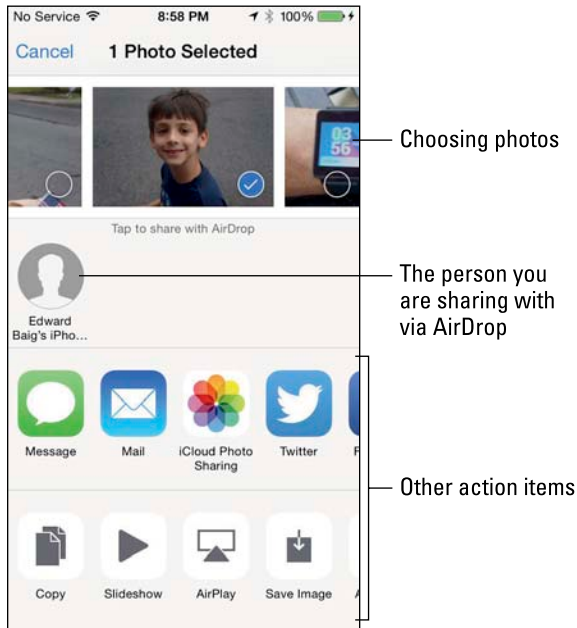 No Service 8:58 PM 100%
Cancel 1 Photo Selected
03
56
Choosing photos
Tap to share with AirDrop
The person you
are sharing with
via AirDrop
Edward
Baig's iPho...
Message Mail iCloud Photo Sharing Twitter F
Other action items
Copy Slideshow AirPlay Save Image A